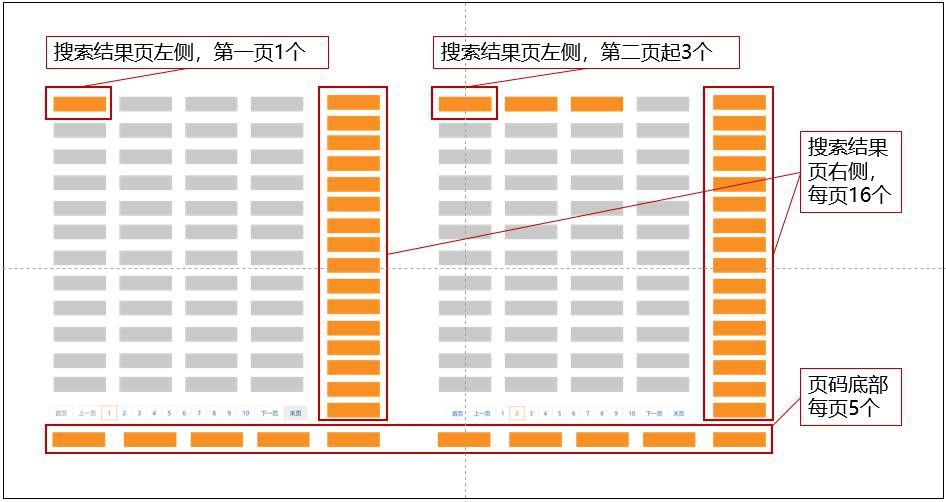 搜索结果页左侧，第一页1个
搜索结果页左侧，第二页起3个
搜索结果
页右侧，
每页16个
页码底部
每页5个
首页 上一页 1 2 3 4 5 6 7 8 9 10 下一页 末页
首页 上一页 1 2 3 4 5 6 7 8 9 10 下一页 末页